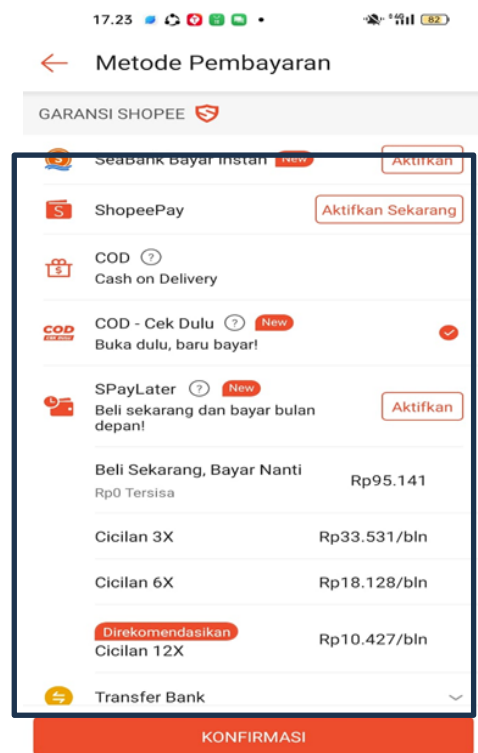 17.23
82
Metode Pembayaran
GARANSI SHOPEE
SeaBank Bayar Instan New Aktifkan
ShopeePay Aktifkan Sekarang
COD ?
Cash on Delivery
COD - Cek Dulu ? New
Buka dulu, baru bayar!
SPayLater ? New
Beli sekarang dan bayar bulan
depan!
Aktifkan
Beli Sekarang, Bayar Nanti Rp95.141
Rp0 Tersisa
Cicilan 3X Rp33.531/bln
Cicilan 6X Rp18.128/bln
Direkomendasikan
Cicilan 12X Rp10.427/bln
Transfer Bank
KONFIRMASI